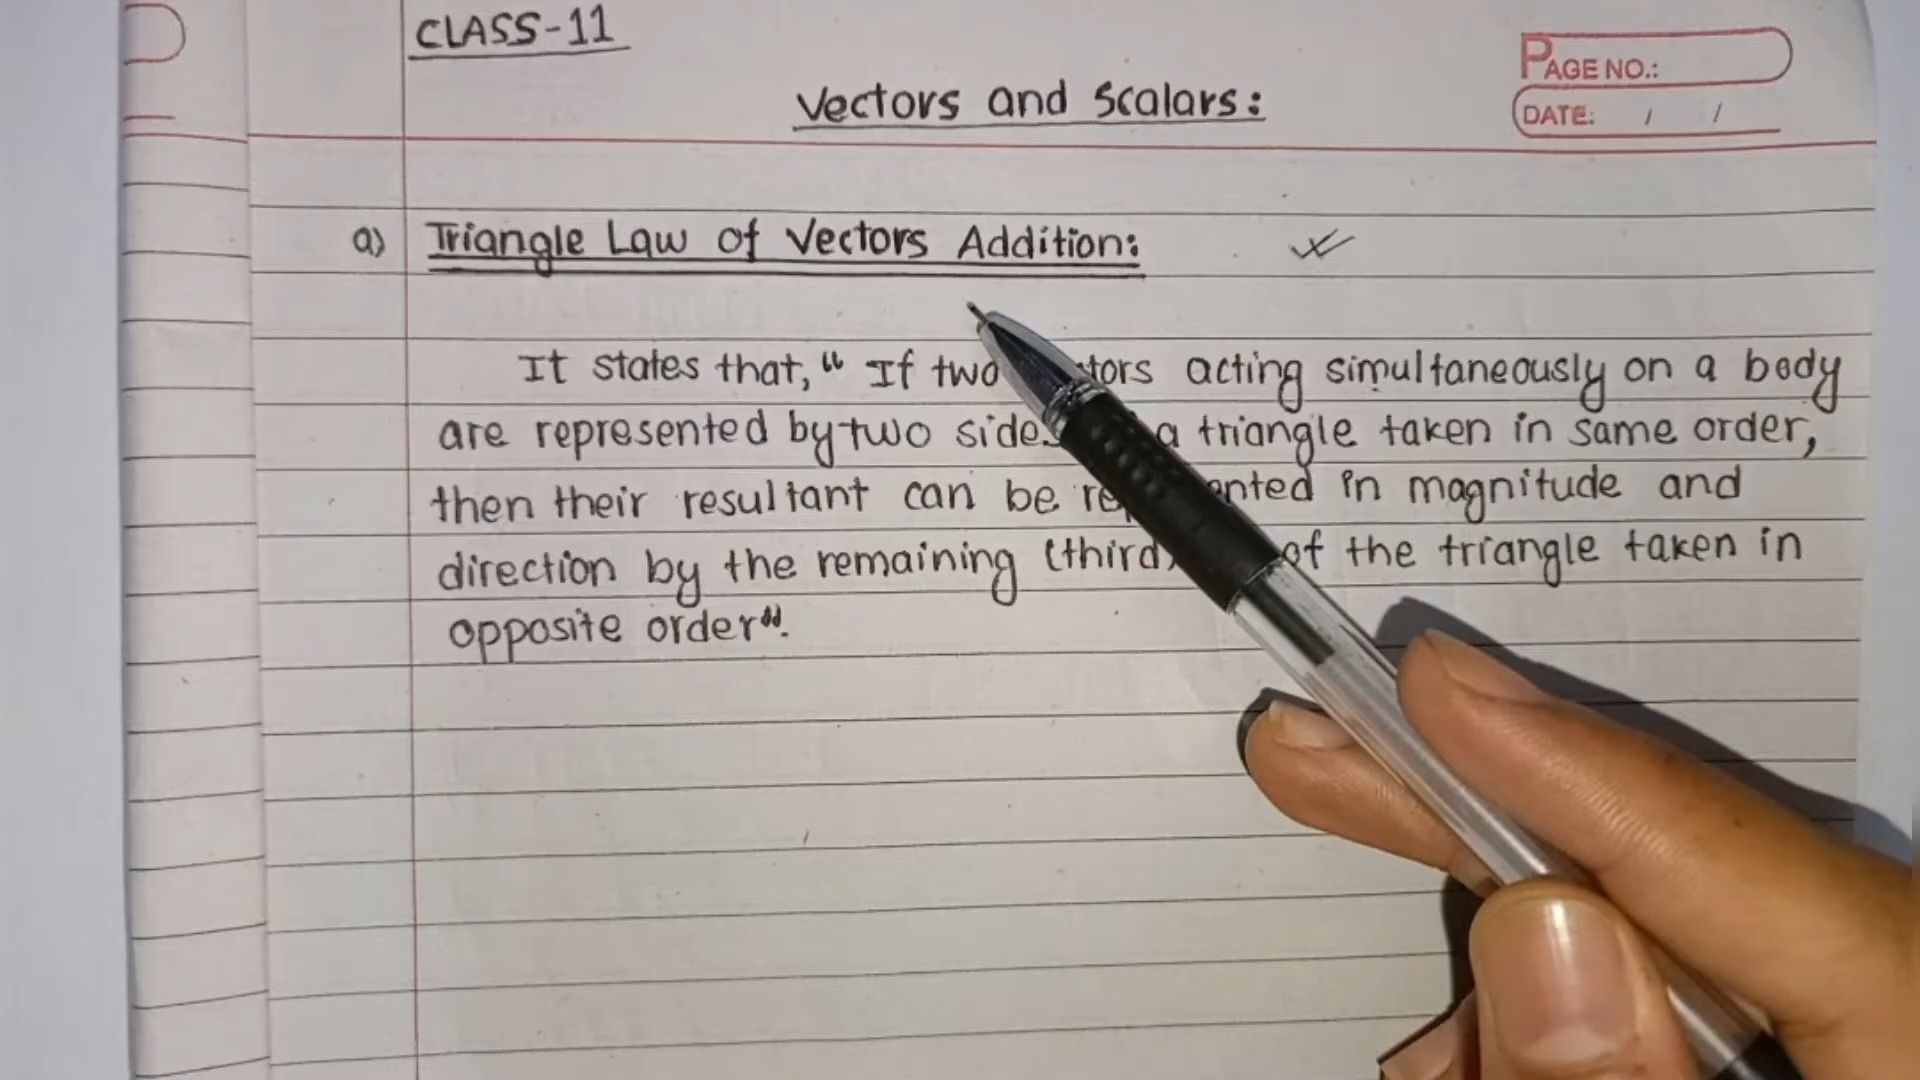 CLASS-11
PAGE NO.:
Vectors and Scalars:
DATE: / /
a) Triangle Law of Vectors Addition:
It states that, " If two acting simultaneously on a body
are represented by two a triangle taken in same order,
then their resultant can be in magnitude and
direction by the remaining (third) of the triangle taken in
opposite order".